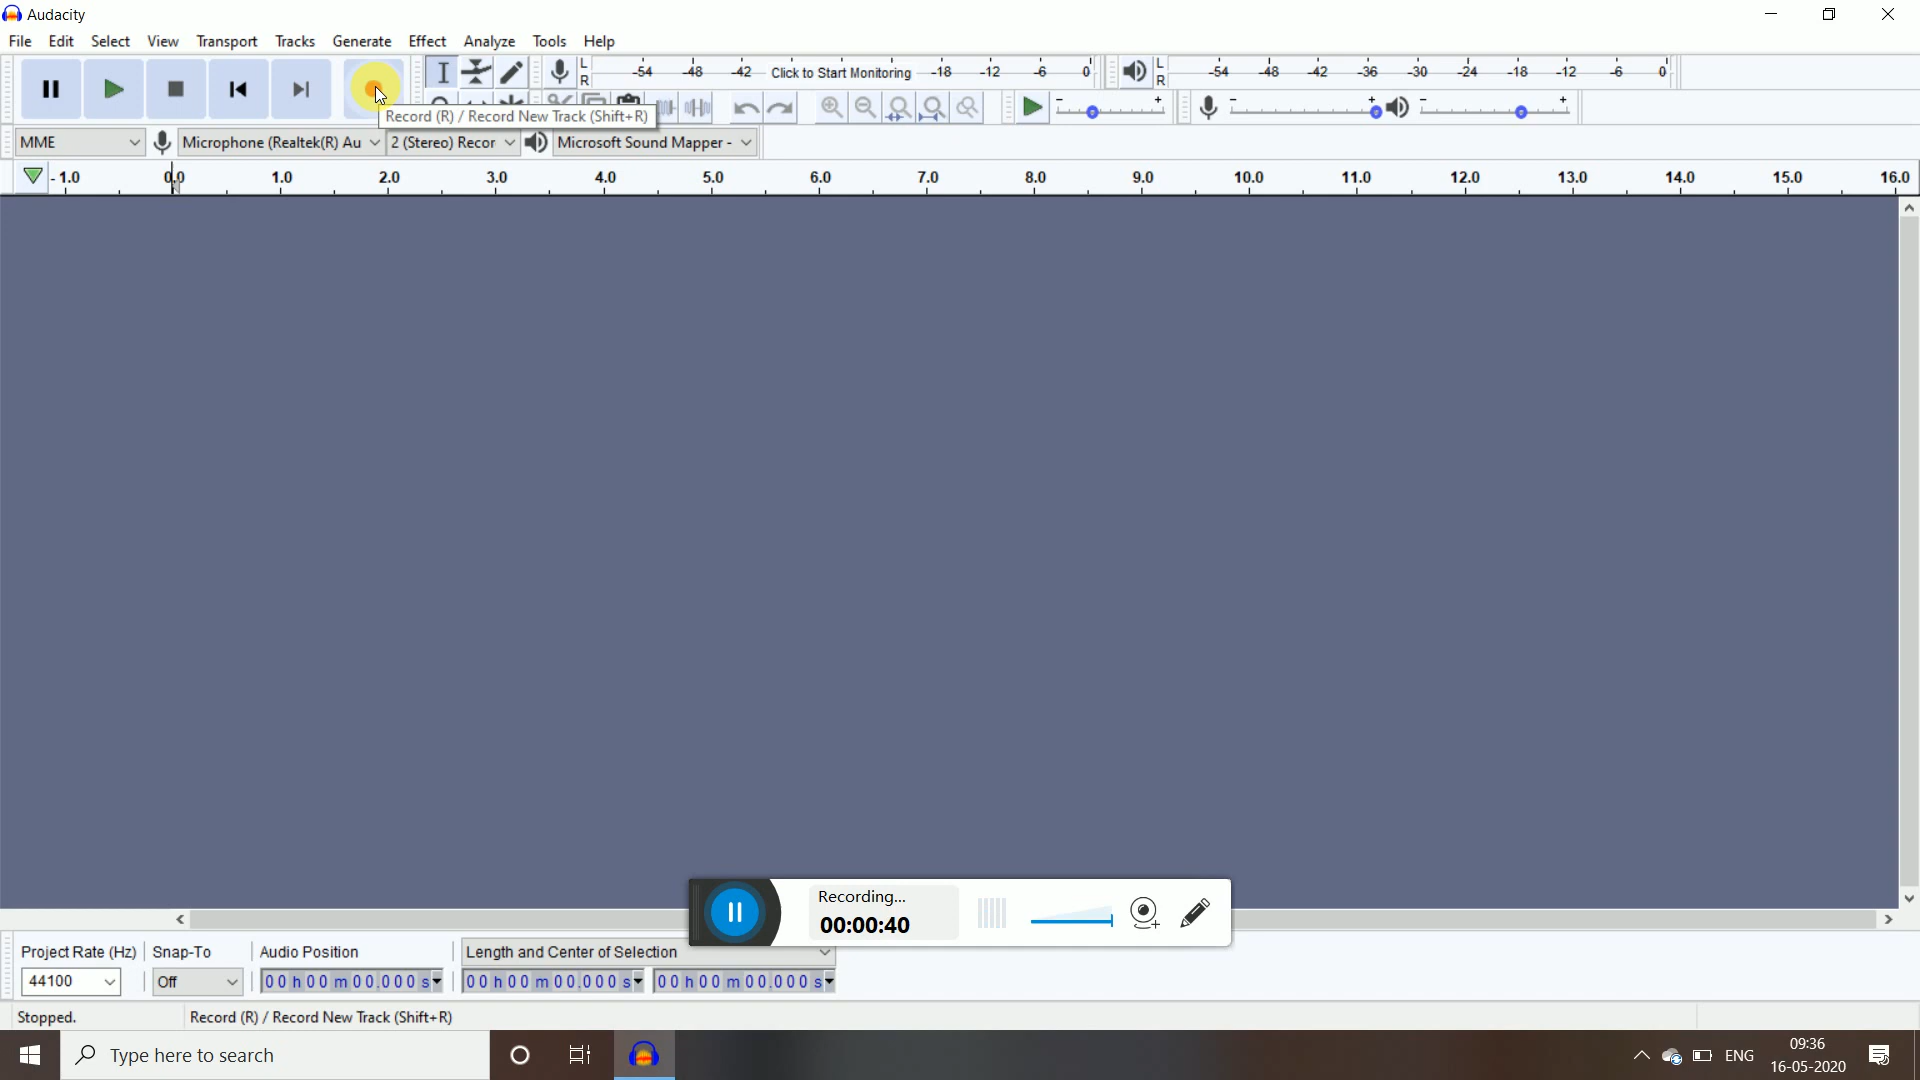 Audacity
File Edit Select View Transport Tracks Generate Effect Analyze Tools Help
L R -54 -48 -42 Click to Start Monitoring -18 -12 -6 0 L R -54 -48 -42 -36 -30 -24 -18 -12 -6 0
Record (R) / Record New Track (Shift+R)
MME Microphone (Realtek(R) Au 2 (Stereo) Recor Microsoft Sound Mapper -
-1.0 0.0 1.0 2.0 3.0 4.0 5.0 6.0 7.0 8.0 9.0 10.0 11.0 12.0 13.0 14.0 15.0 16.0
Recording...
00:00:40
Project Rate (Hz) Snap-To Audio Position Length and Center of Selection
44100 Off 00 h 00 m 00.000 s 00 h 00 m 00.000 s 00 h 00 m 00.000 s
Stopped. Record (R) / Record New Track (Shift+R)
Type here to search ENG 09:36
16-05-2020